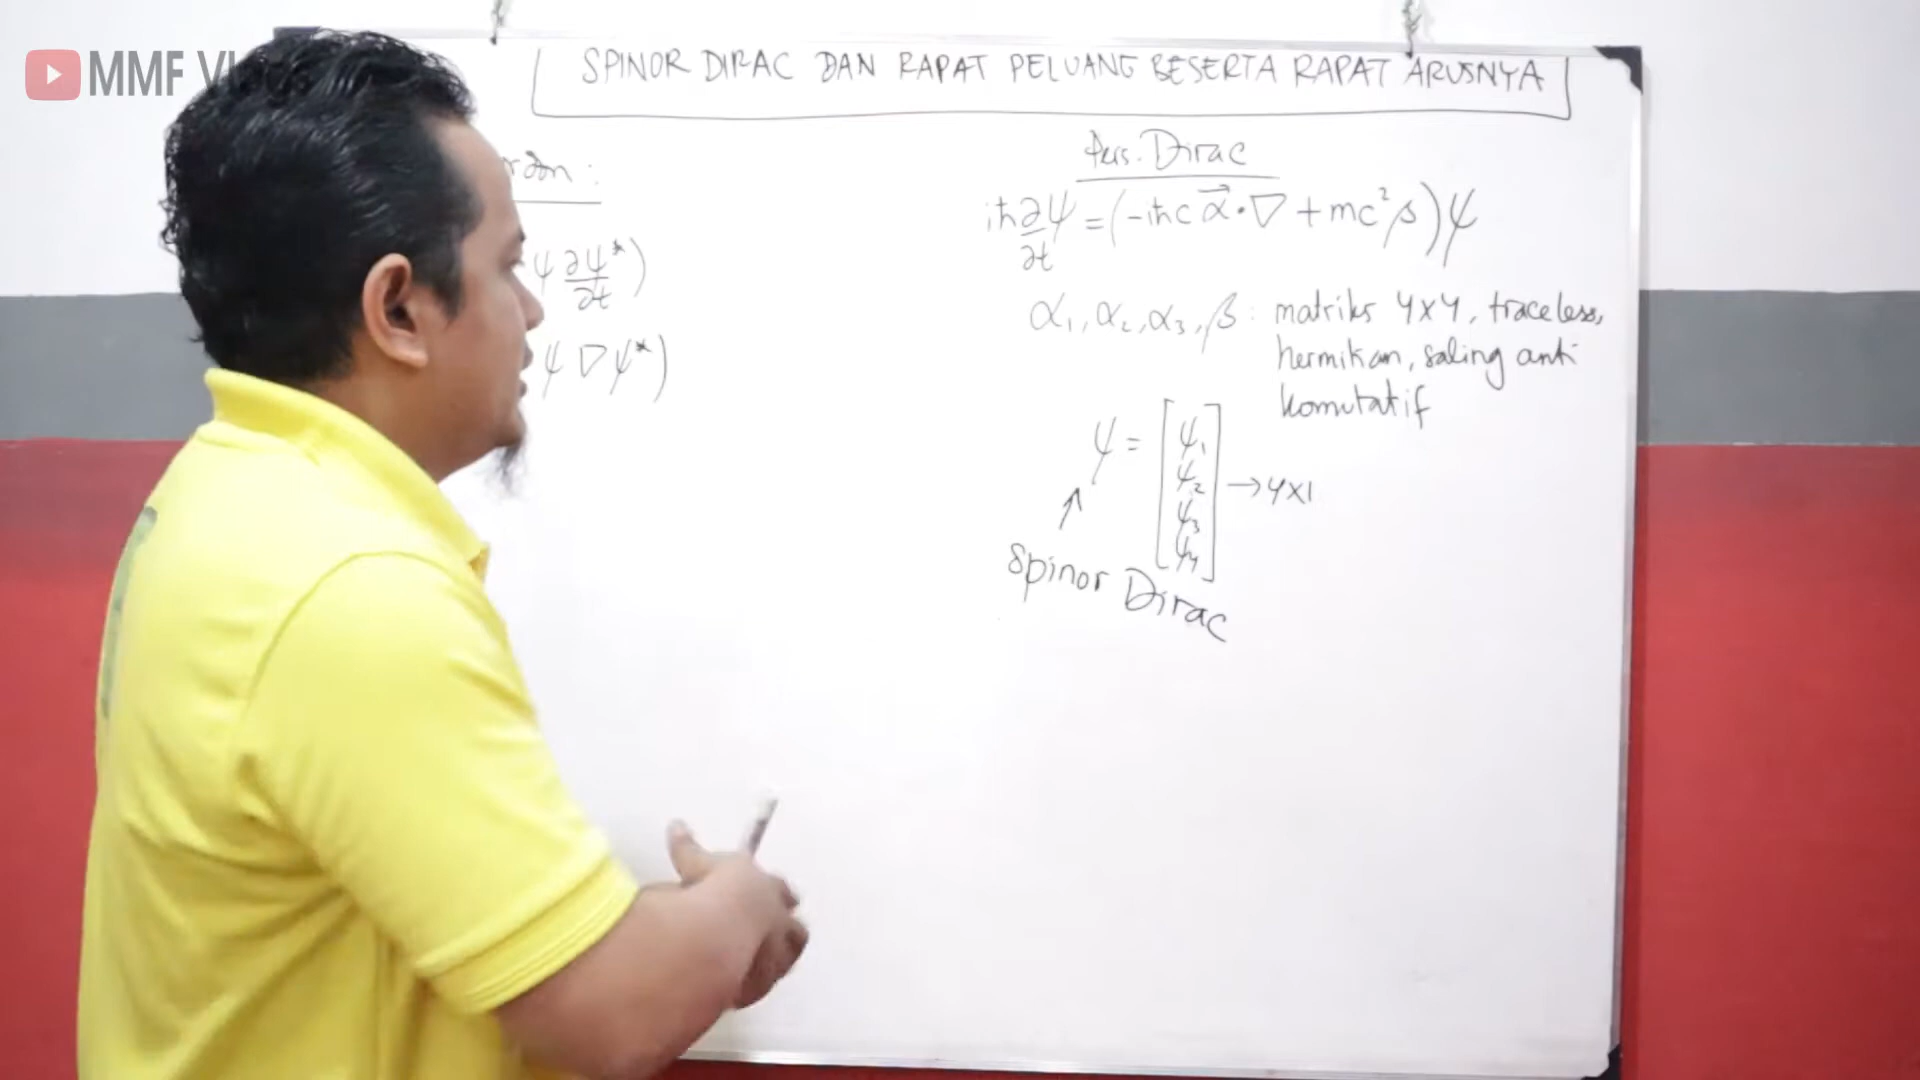 MMF Vlogs
SPINOR DIRAC DAN RAPAT PELUANG BESERTA RAPAT ARUSNYA
Pers. Dirac
iħ ∂ψ/∂t = (-iħc α⃗·∇ + mc²β)ψ
ψ ∂ψ*/∂t)
ψ∇ψ*)
α₁, α₂, α₃, β : matriks 4x4, traceless,
hermitian, saling anti
komutatif
ψ = [ψ₁ ψ₂ ψ₃ ψ₄] → 4x1
Spinor Dirac